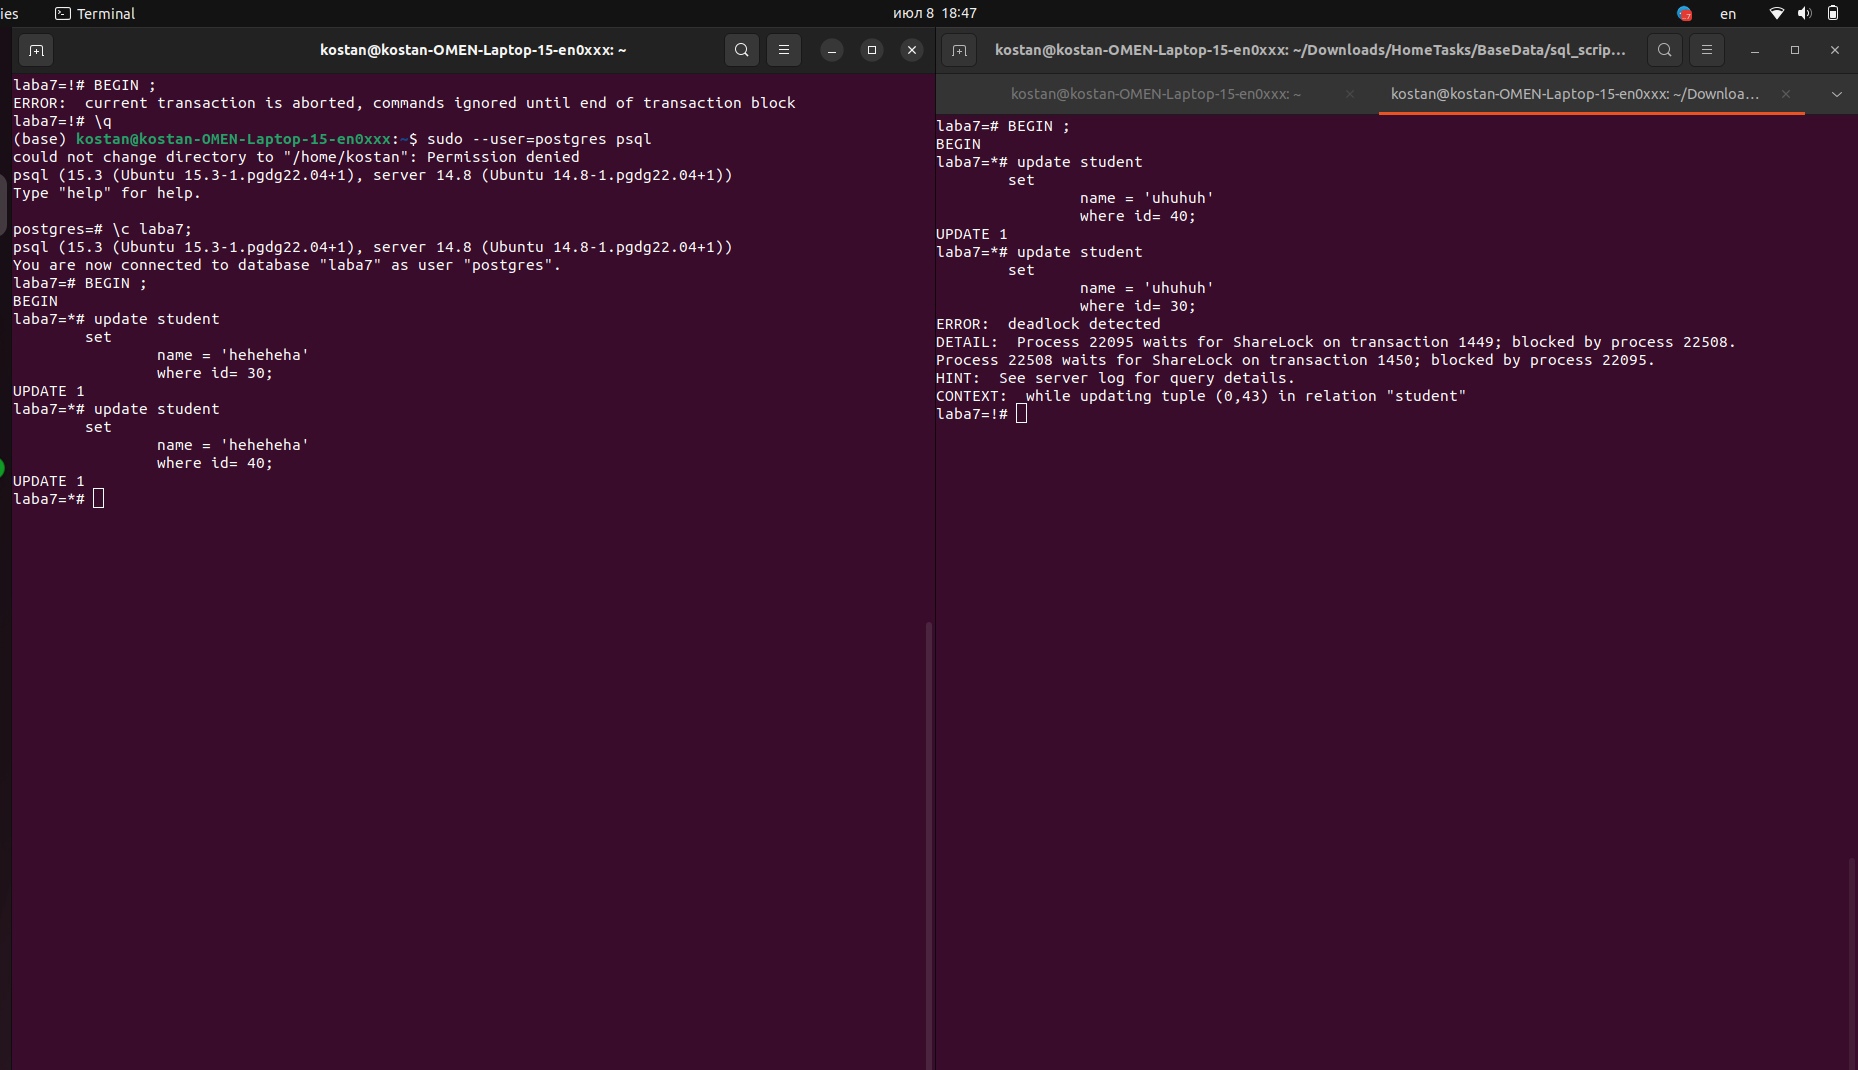 ies
Terminal
июл 8 18:47
en
kostan@kostan-OMEN-Laptop-15-en0xxx: ~
laba7=!# BEGIN ;
ERROR:  current transaction is aborted, commands ignored until end of transaction block
laba7=!# \q
(base) kostan@kostan-OMEN-Laptop-15-en0xxx:~$ sudo --user=postgres psql
could not change directory to "/home/kostan": Permission denied
psql (15.3 (Ubuntu 15.3-1.pgdg22.04+1), server 14.8 (Ubuntu 14.8-1.pgdg22.04+1))
Type "help" for help.
postgres=# \c laba7;
psql (15.3 (Ubuntu 15.3-1.pgdg22.04+1), server 14.8 (Ubuntu 14.8-1.pgdg22.04+1))
You are now connected to database "laba7" as user "postgres".
laba7=# BEGIN ;
BEGIN
laba7=*# update student
set
name = 'heheheha'
where id= 30;
UPDATE 1
laba7=*# update student
set
name = 'heheheha'
where id= 40;
UPDATE 1
laba7=*#
kostan@kostan-OMEN-Laptop-15-en0xxx: ~/Downloads/HomeTasks/BaseData/sql_scrip...
kostan@kostan-OMEN-Laptop-15-en0xxx: ~
kostan@kostan-OMEN-Laptop-15-en0xxx: ~/Downloa...
laba7=# BEGIN ;
BEGIN
laba7=*# update student
set
name = 'uhuhuh'
where id= 40;
UPDATE 1
laba7=*# update student
set
name = 'uhuhuh'
where id= 30;
ERROR:  deadlock detected
DETAIL:  Process 22095 waits for ShareLock on transaction 1449; blocked by process 22508.
Process 22508 waits for ShareLock on transaction 1450; blocked by process 22095.
HINT:  See server log for query details.
CONTEXT:  while updating tuple (0,43) in relation "student"
laba7=!#